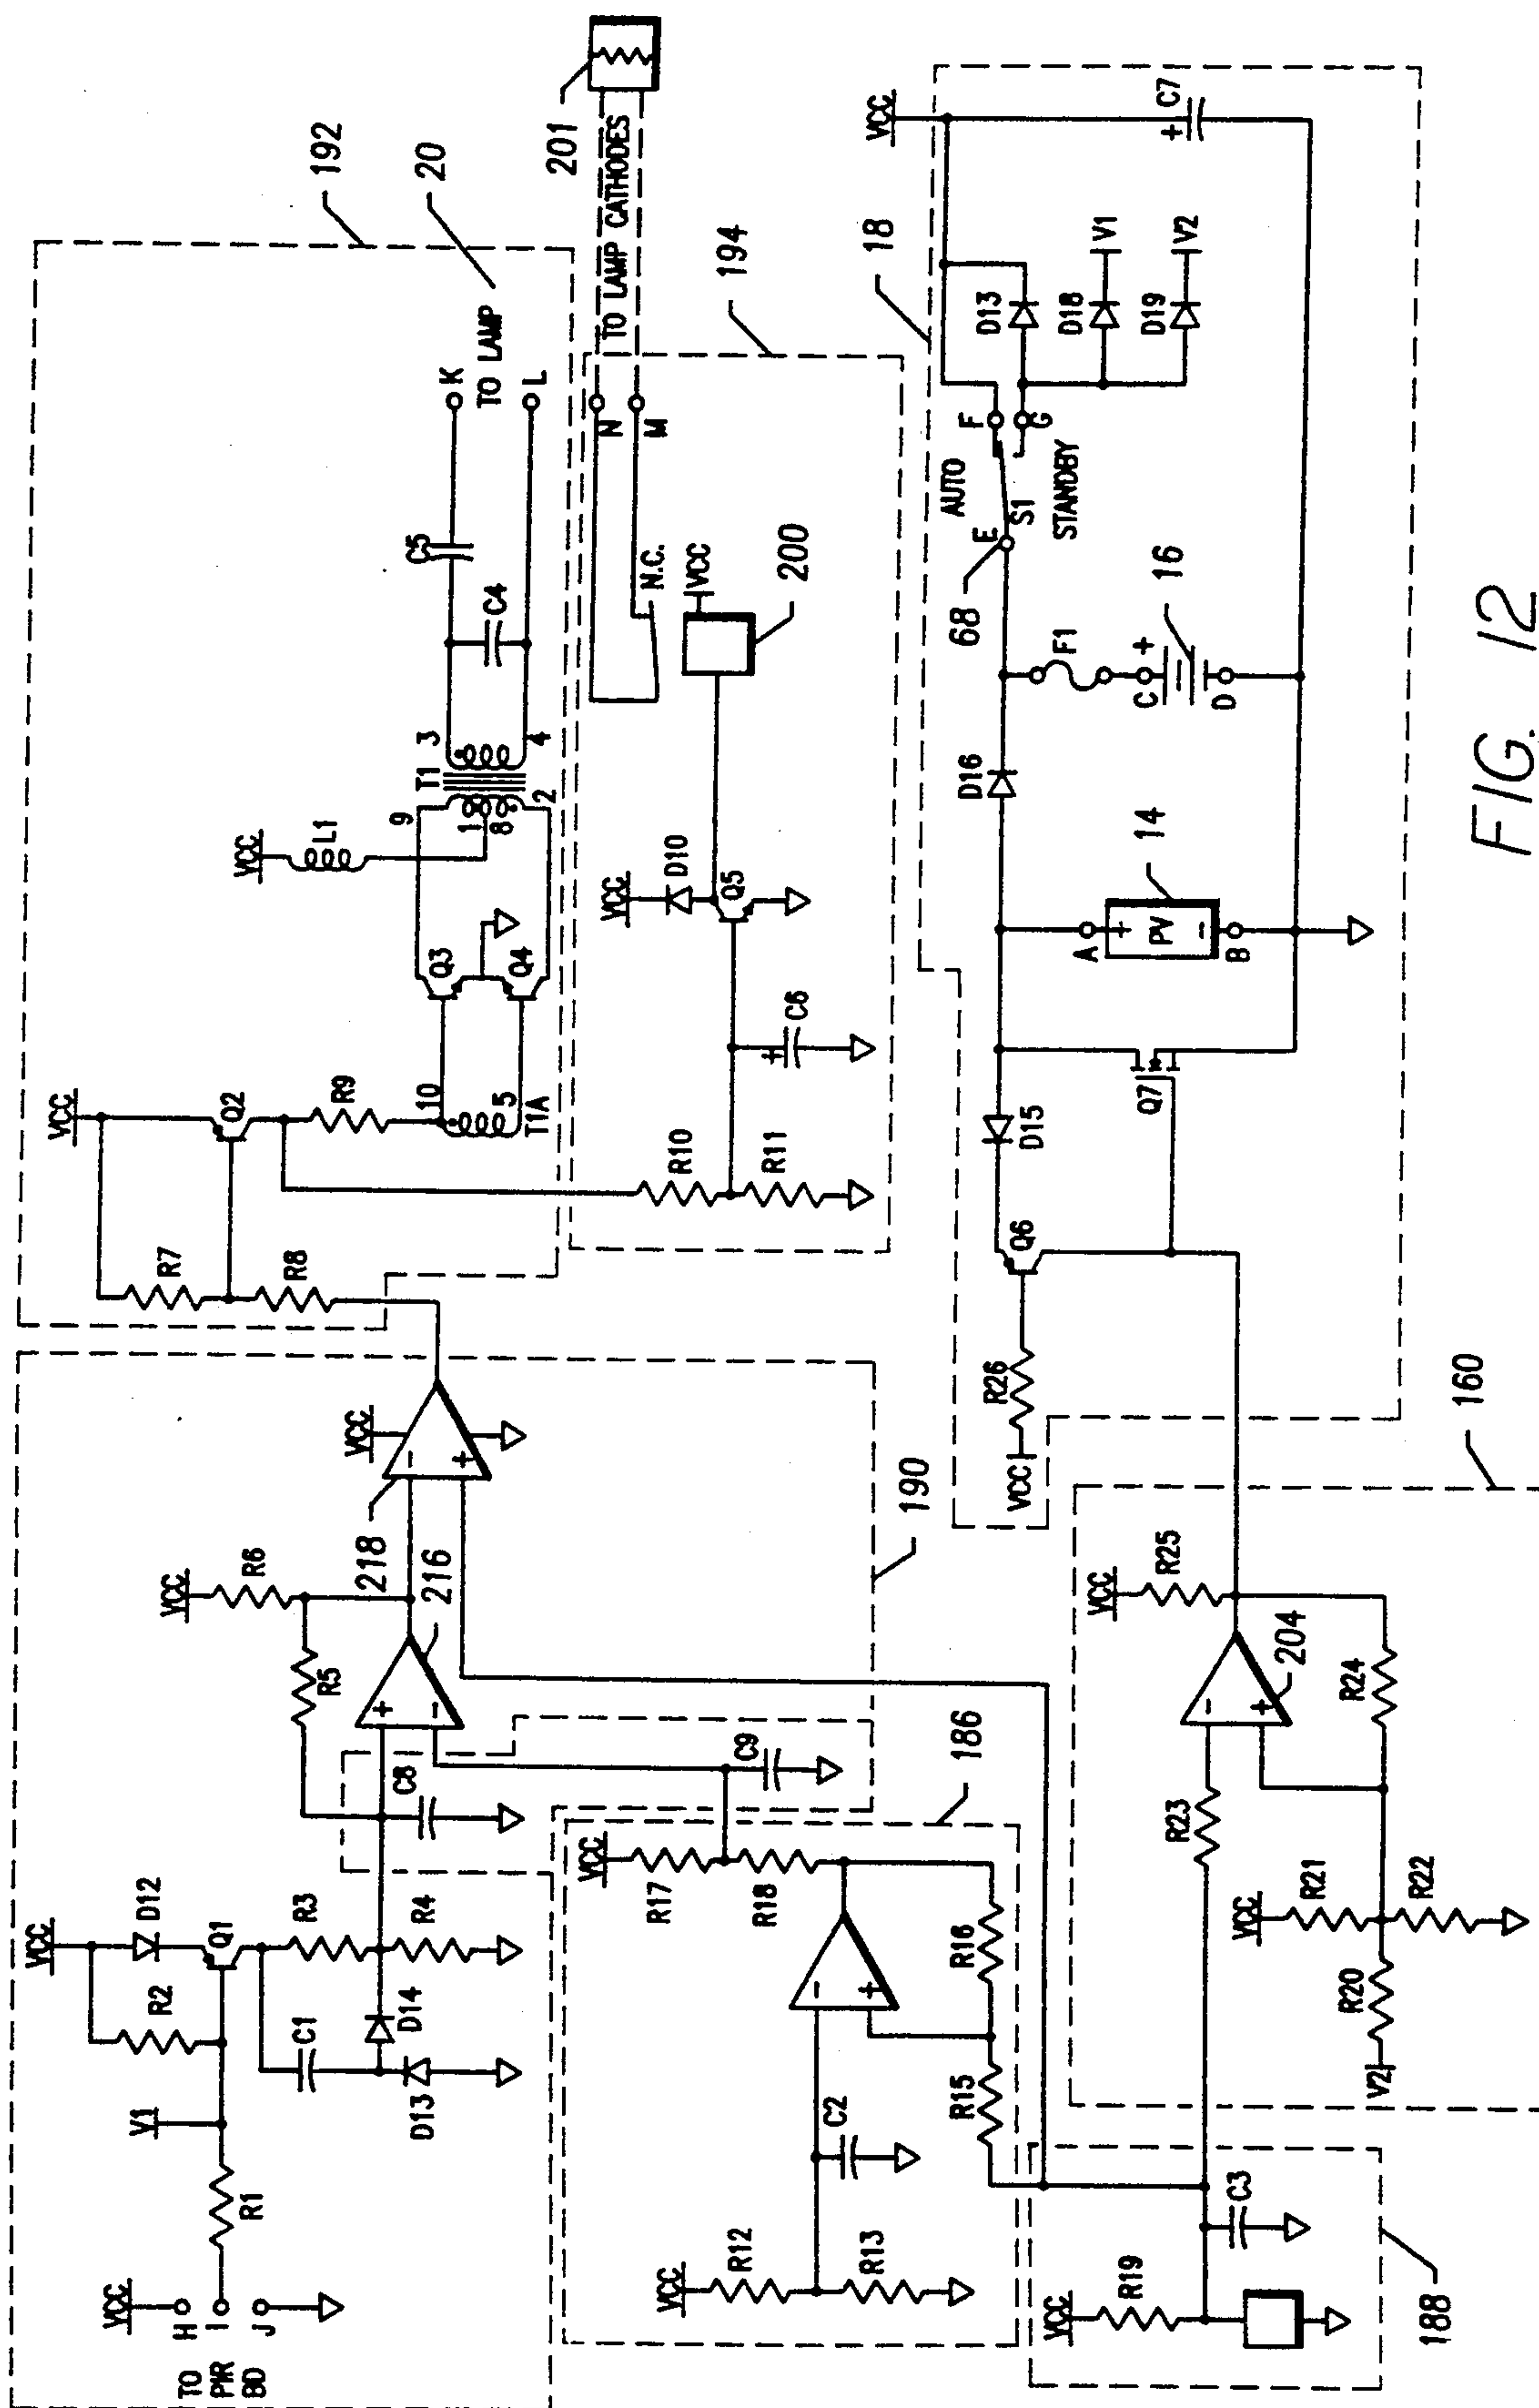 TO
PWR
BD
H
I
J
VCC
R1
V1
R2
VCC
D12
Q1
C1
D13
D14
R3
R4
C8
R5
R6
VCC
+
−
216
218
VCC
−
+
190
R7
R8
VCC
Q2
R9
10
5
T1A
Q3
Q4
VCC
L1
9
1
8
2
T1
3
4
C4
C5
K
TO LAMP
L
192
20
201
TO LAMP CATHODES
N
M
N.C.
194
VCC
200
VCC
D10
Q5
C6
+
R10
R11
VCC
R12
R13
C2
−
+
R15
R16
VCC
R17
R18
C9
186
VCC
R19
C3
188
V2
R20
VCC
R21
R22
R23
−
+
204
R24
VCC
R25
160
VCC
R26
Q6
D15
Q7
A
+
PV
−
B
14
D16
F1
C
+
D
16
68
E
S1
AUTO
STANDBY
F
G
18
D13
D18
V1
D19
V2
VCC
+
C7
FIG. 12